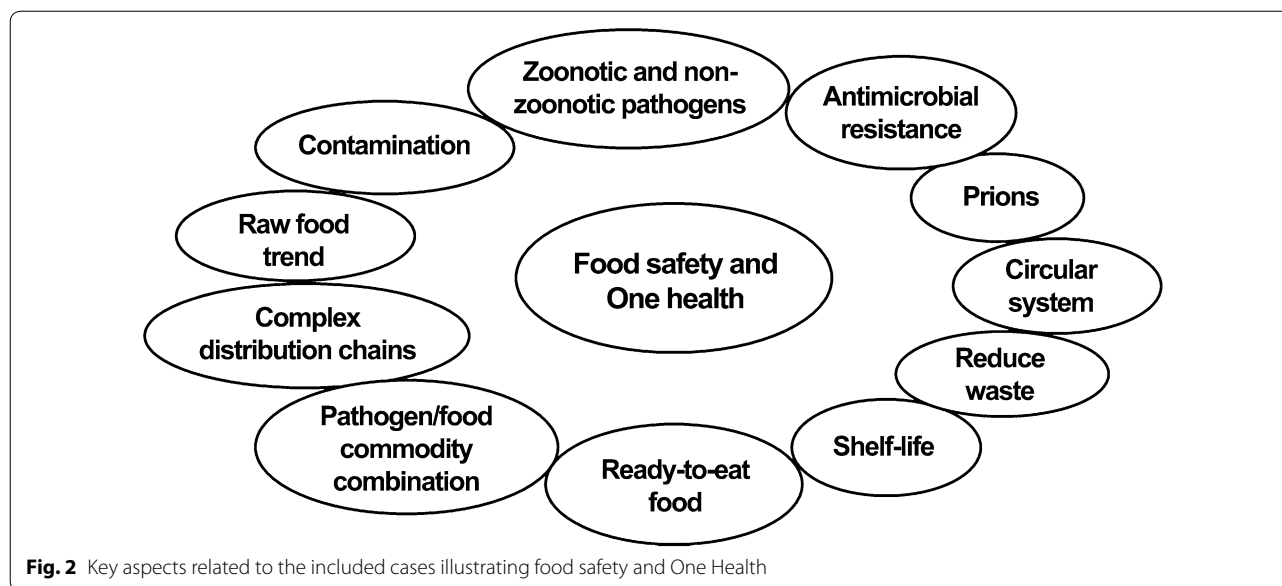 Zoonotic and non-
zoonotic pathogens
Antimicrobial
resistance
Contamination
Prions
Raw food
trend
Food safety and
One health
Circular
system
Complex
distribution chains
Reduce
waste
Pathogen/food
commodity
combination
Shelf-life
Ready-to-eat
food
Fig. 2 Key aspects related to the included cases illustrating food safety and One Health